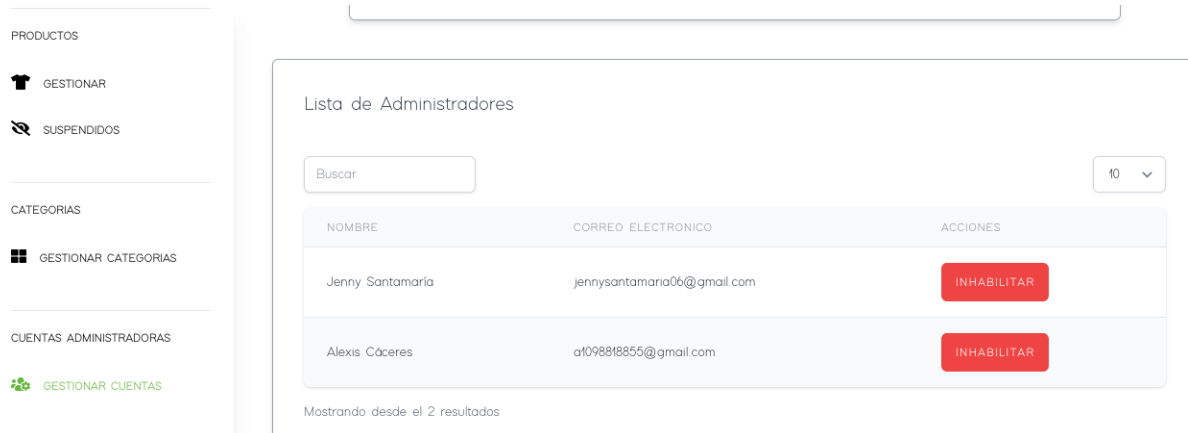 PRODUCTOS
GESTIONAR
SUSPENDIDOS
CATEGORIAS
GESTIONAR CATEGORIAS
CUENTAS ADMINISTRADORAS
GESTIONAR CUENTAS
Lista de Administradores
Buscar
10
NOMBRE CORREO ELECTRONICO ACCIONES
Jenny Santamaría jennysantamaria06@gmail.com INHABILITAR
Alexis Cáceres a1098818855@gmail.com INHABILITAR
Mostrando desde el 2 resultados